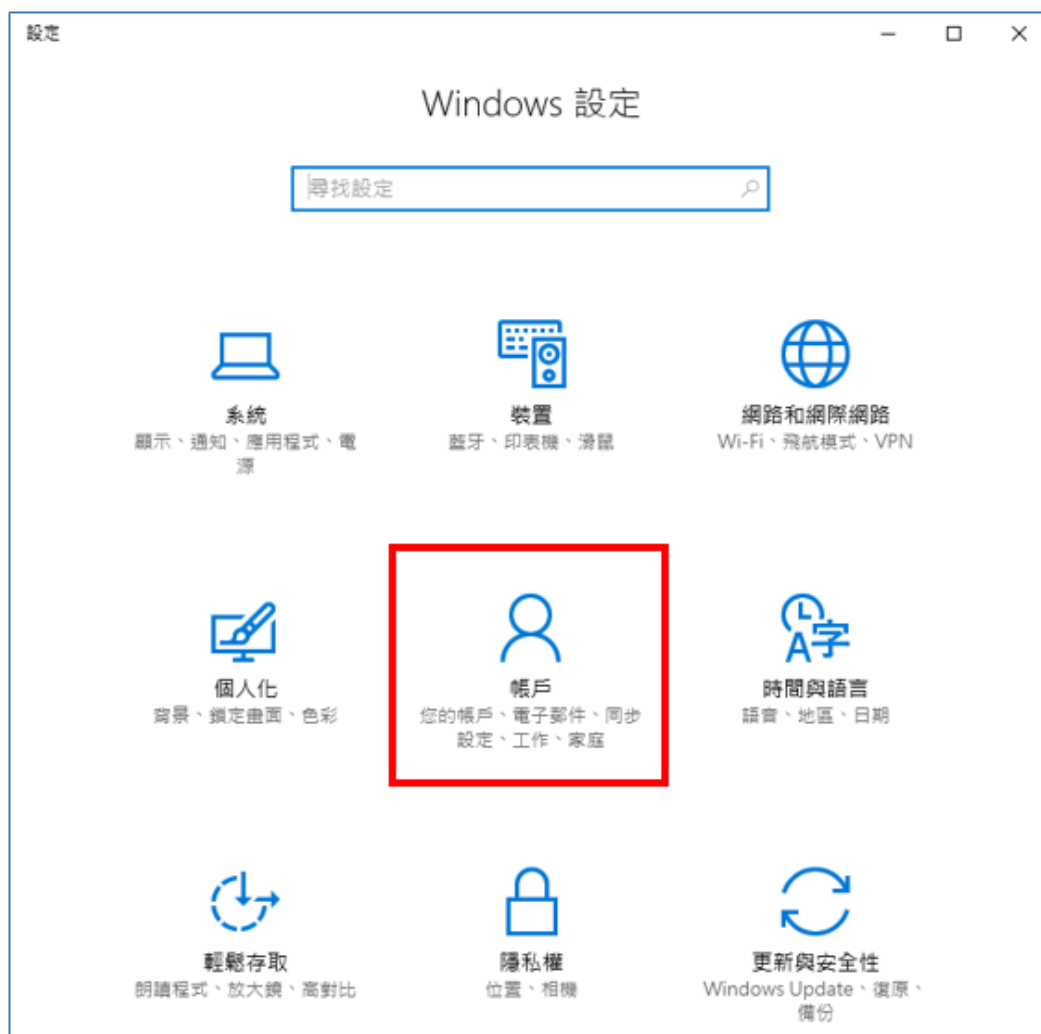 設定
Windows 設定
尋找設定
系統
顯示、通知、應用程式、電
源
裝置
藍牙、印表機、滑鼠
網路和網際網路
Wi-Fi、飛航模式、VPN
個人化
背景、鎖定畫面、色彩
帳戶
您的帳戶、電子郵件、同步
設定、工作、家庭
時間與語言
語音、地區、日期
輕鬆存取
朗讀程式、放大鏡、高對比
隱私權
位置、相機
更新與安全性
Windows Update、復原、
備份